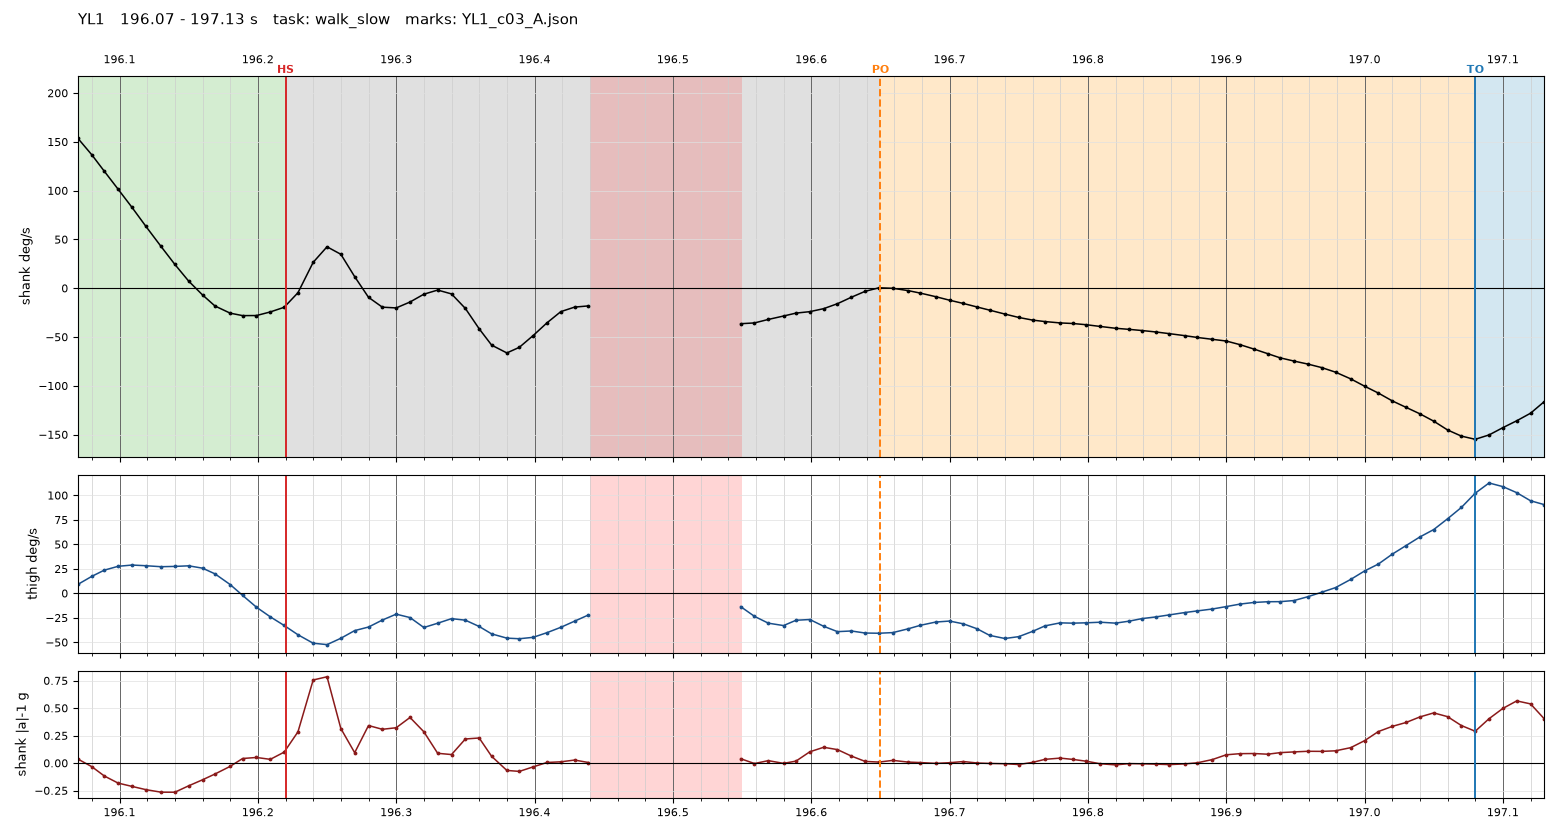 YL1   196.07 - 197.13 s   task: walk_slow   marks: YL1_c03_A.json
196.1 196.2 196.3 196.4 196.5 196.6 196.7 196.8 196.9 197.0 197.1
HS PO TO
shank deg/s
200
150
100
50
0
−50
−100
−150
thigh deg/s
100
75
50
25
0
−25
−50
shank |a|-1 g
0.75
0.50
0.25
0.00
−0.25
196.1 196.2 196.3 196.4 196.5 196.6 196.7 196.8 196.9 197.0 197.1